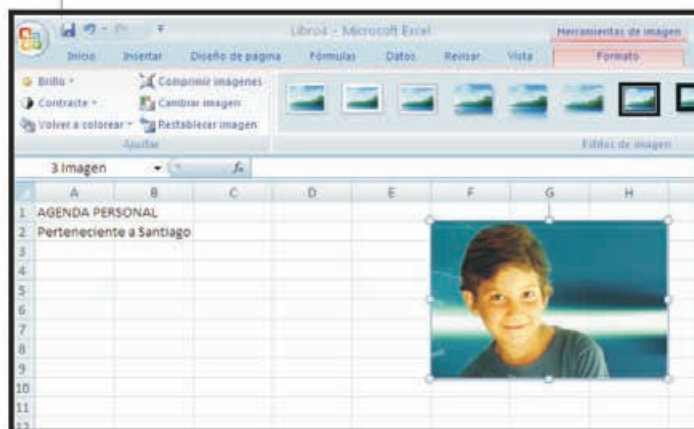 Libro4 - Microsoft Excel
Herramientas de imagen
Inicio Insertar Diseño de página Fórmulas Datos Revisar Vista Formato
Brillo Comprimir imágenes
Contraste Cambiar imagen
Volver a colorear Restablecer imagen
Ajustar Estilos de imagen
3 Imagen fx
A B C D E F G H
1 AGENDA PERSONAL
2 Perteneciente a Santiago
3
4
5
6
7
8
9
10
11
12